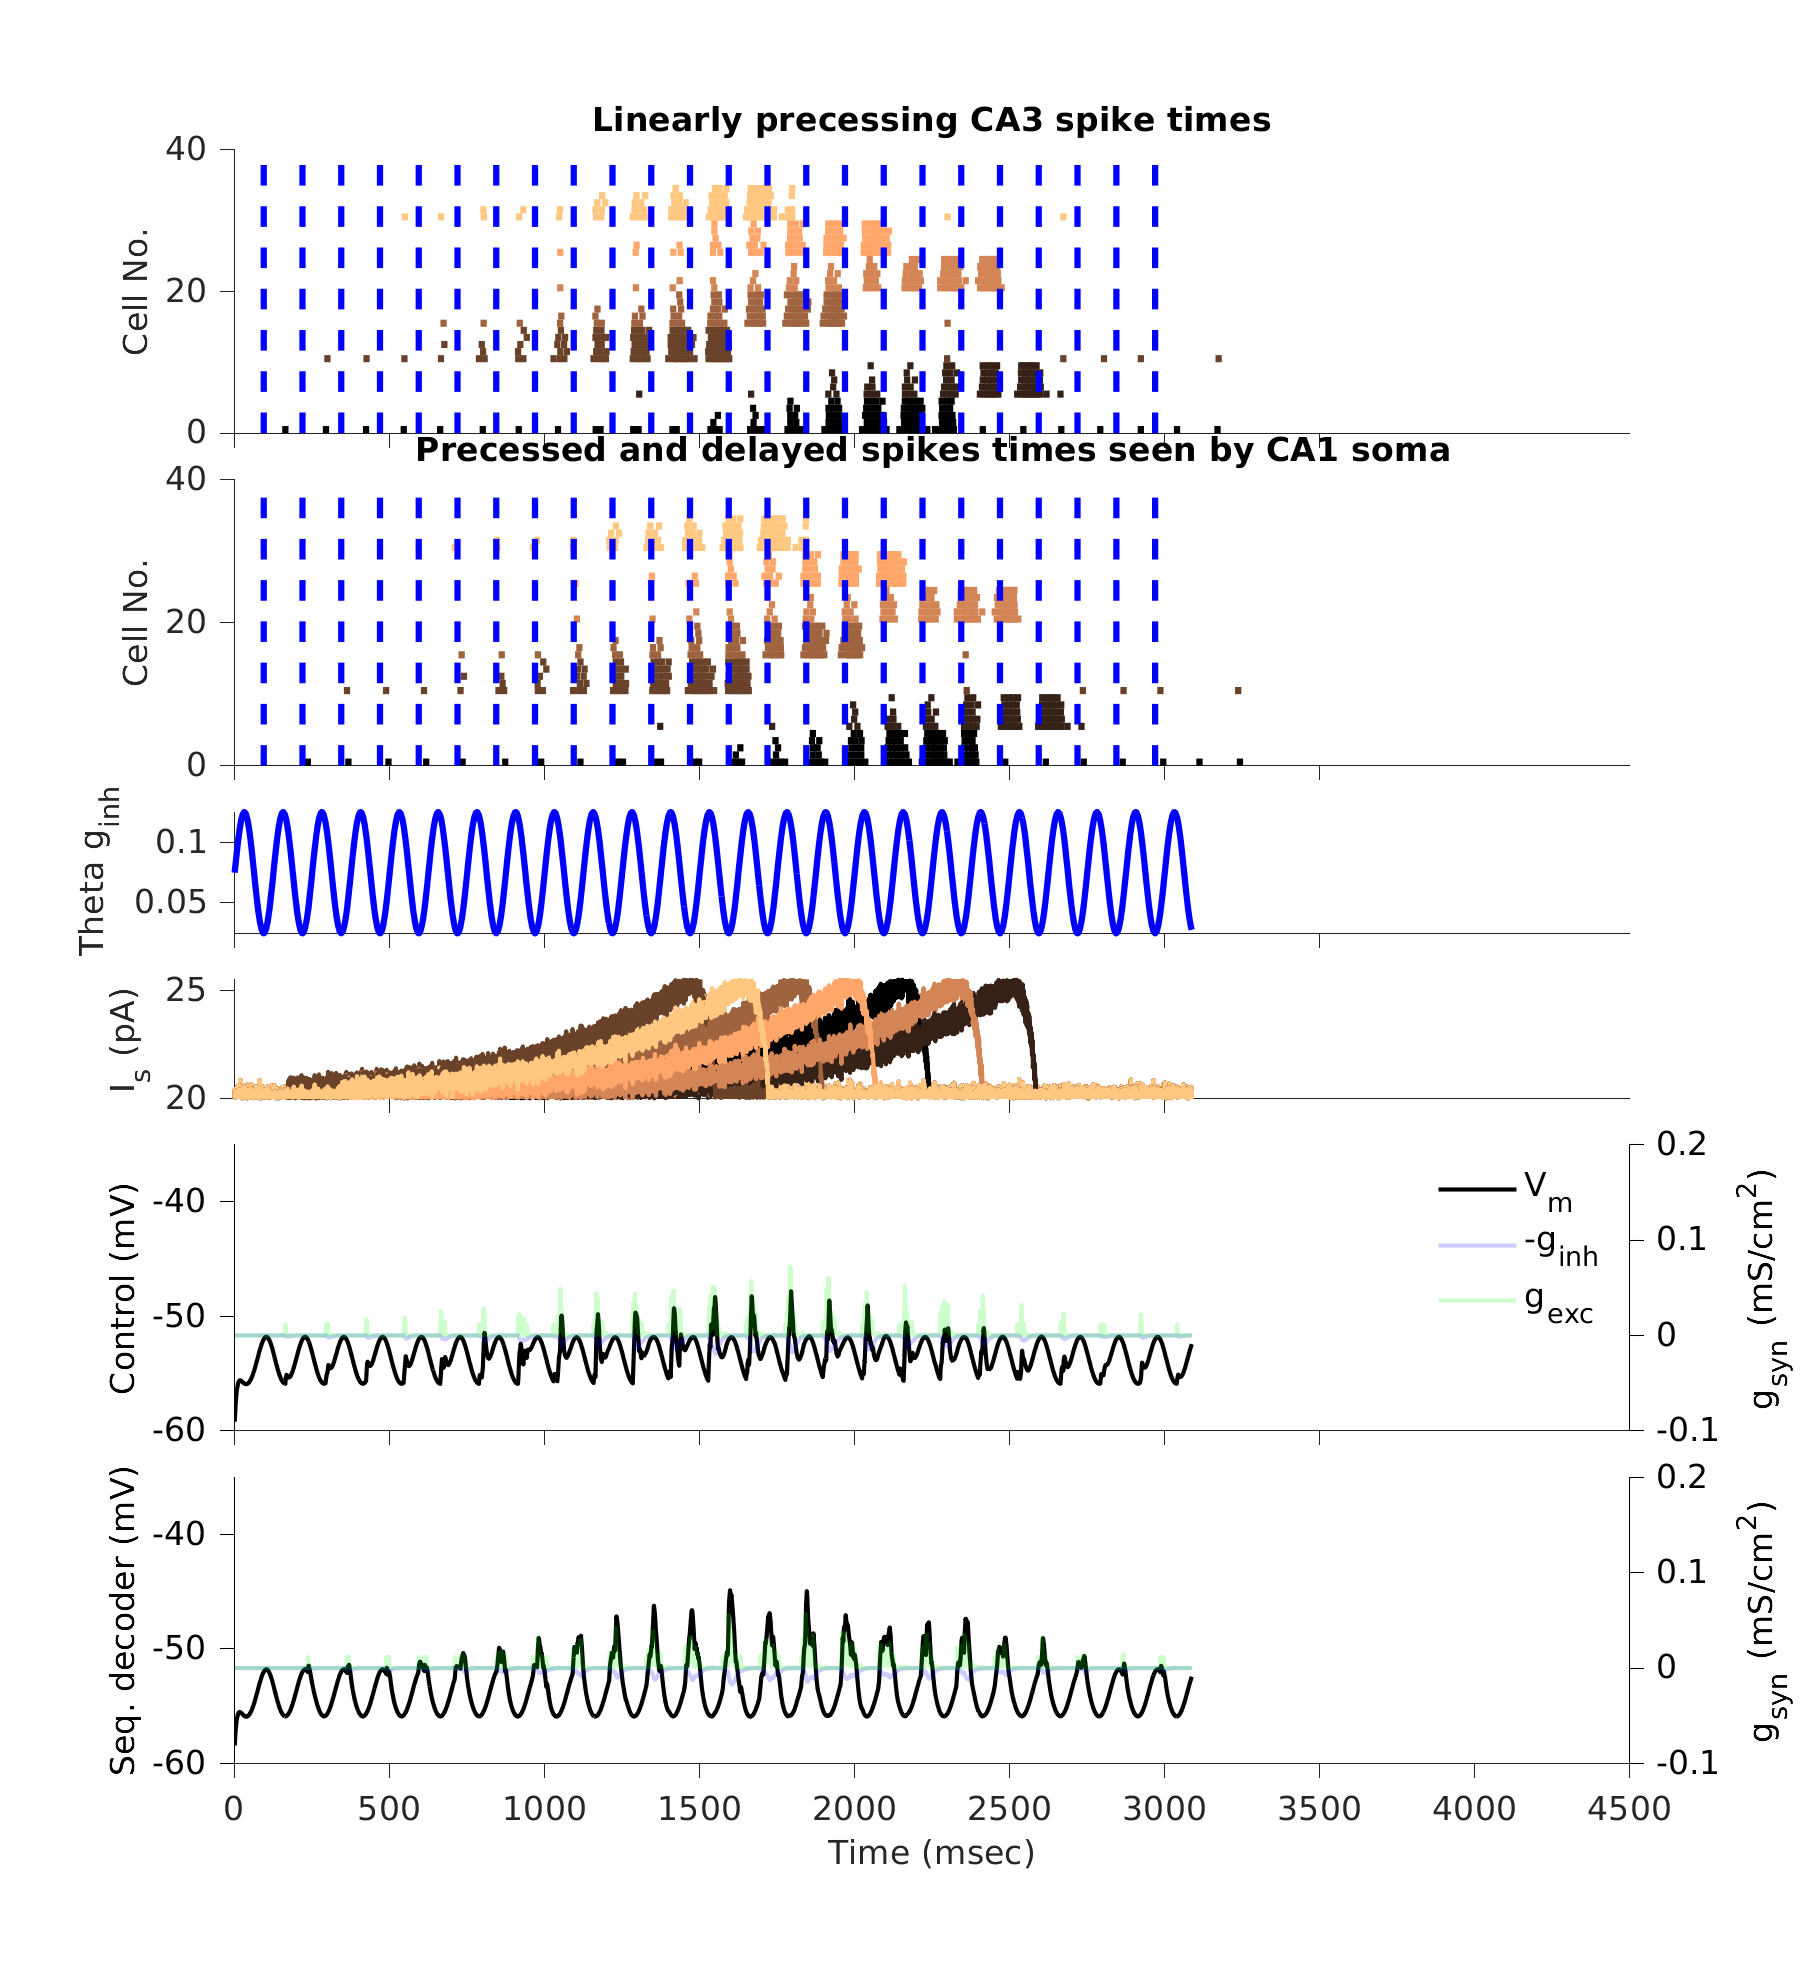 Linearly precessing CA3 spike times
40
20
0
Cell No.
Precessed and delayed spikes times seen by CA1 soma
40
20
0
Cell No.
0.1
0.05
Theta g_inh
25
20
I_s (pA)
-40
-50
-60
Control (mV)
V_m
-g_inh
g_exc
0.2
0.1
0
-0.1
g_syn (mS/cm^2)
-40
-50
-60
Seq. decoder (mV)
0.2
0.1
0
-0.1
g_syn (mS/cm^2)
0 500 1000 1500 2000 2500 3000 3500 4000 4500
Time (msec)